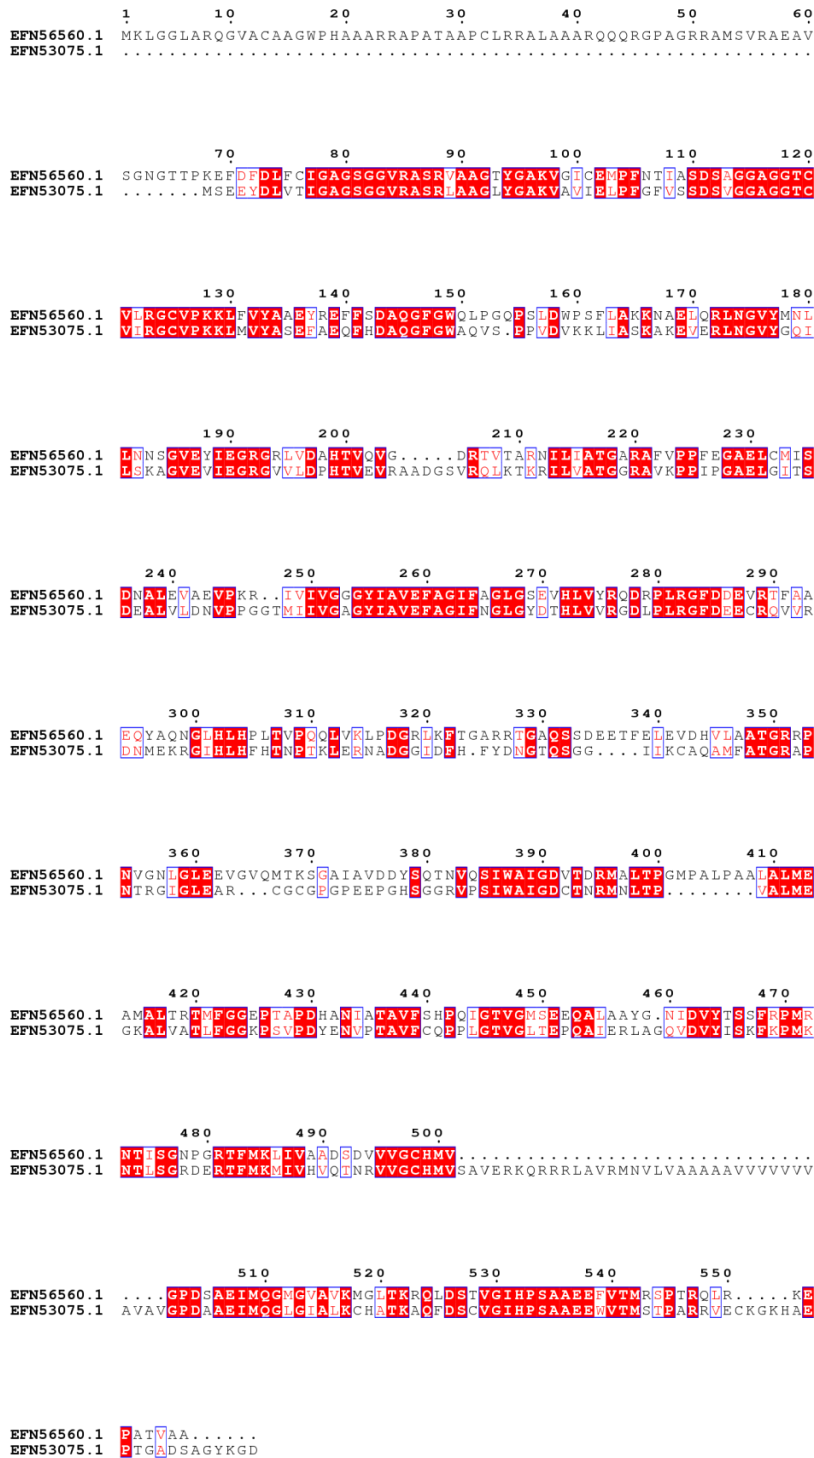 1 10 20 30 40 50 60
EFN56560.1 MKLGGLARQGVACAAGWPHAAARRAPATAAPCLRRALAAARQQQRGPAGRRAMSVRAEAV
EFN53075.1 ............................................................
70 80 90 100 110 120
EFN56560.1 SGNGTTPKEFDFDLFCIGAGSGGVRASRVAAGTYGAKVGICEMPFNTIASDSAGGAGGTC
EFN53075.1 .......MSEEYDLVTIGAGSGGVRASRLAAGLYGAKVAVIELPFGFVSSDSVGGAGGTC
130 140 150 160 170 180
EFN56560.1 VLRGCVPKKLFVYAAEYREFFSDAQGFGWQLPGQPSLDWPSFLAKKNAELQRLNGVYMNL
EFN53075.1 VIRGCVPKKLMVYASEFAEQFHDAQGFGWAQVS.PPVDVKKLIASKAKEVERLNGVYGQI
190 200 210 220 230
EFN56560.1 LNNSGVEYIEGRGRLVDAHTVQVG.....DRTVTARNILIATGARAFVPPFEGAELCMIS
EFN53075.1 LSKAGVEVIEGRGVVLDPHTVEVRAADGSVRQLKTKRILVATGGRAVKPPIPGAELGITS
240 250 260 270 280 290
EFN56560.1 DNALEVAEVPKR..IVIVGGGYIAVEFAGIFAGLGSEVHLVYRQDRPLRGFDDEVRTFAA
EFN53075.1 DEALVLDNVPPGGTMIIVGAGYIAVEFAGIFNGLGYDTHLVVRGDLPLRGFDEECRQVVR
300 310 320 330 340 350
EFN56560.1 EQYAQNGLHLHPLTVPQQLVKLPDGRLKFTGARRTGAQSSDEETFELEVDHVLAATGRRP
EFN53075.1 DNMEKRGIHLHFHTNPTKLERNADGGIDFH.FYDNGTQSGG....IIKCAQAMFATGRAP
360 370 380 390 400 410
EFN56560.1 NVGNLGLEEVGVQMTKSGAIAVDDYSQTNVQSIWAIGDVTDRMALTPGMPALPAALALME
EFN53075.1 NTRGIGLEAR...CGCGPGPEEPGHSGGRVPSIWAIGDCTNRMNLTP........VALME
420 430 440 450 460 470
EFN56560.1 AMALTRTMFGGEPTAPDHANIATAVFSHPQIGTVGMSEEQALAAYG.NIDVYTSSFRPMR
EFN53075.1 GKALVATLFGGKPSVPDYENVPTAVFCQPPLGTVGLTEPQAIERLAGQVDVYISKFKPMK
480 490 500
EFN56560.1 NTISGNPGRTFMKLIVAADSDVVVGCHMV...............................
EFN53075.1 NTLSGRDERTFMKMIVHVQTNRVVGCHMVSAVERKQRRRLAVRMNVLVAAAAAVVVVVVV
510 520 530 540 550
EFN56560.1 ....GPDSAEIMQGMGVAVKMGLTKRQLDSTVGIHPSAAEEFVTMRSPTRQLR.....KE
EFN53075.1 AVAVGPDAAEIMQGLGIALKCHATKAQFDSCVGIHPSAAEEWVTMSTPARRVECKGKHAE
EFN56560.1 PATVAA......
EFN53075.1 PTGADSAGYKGD